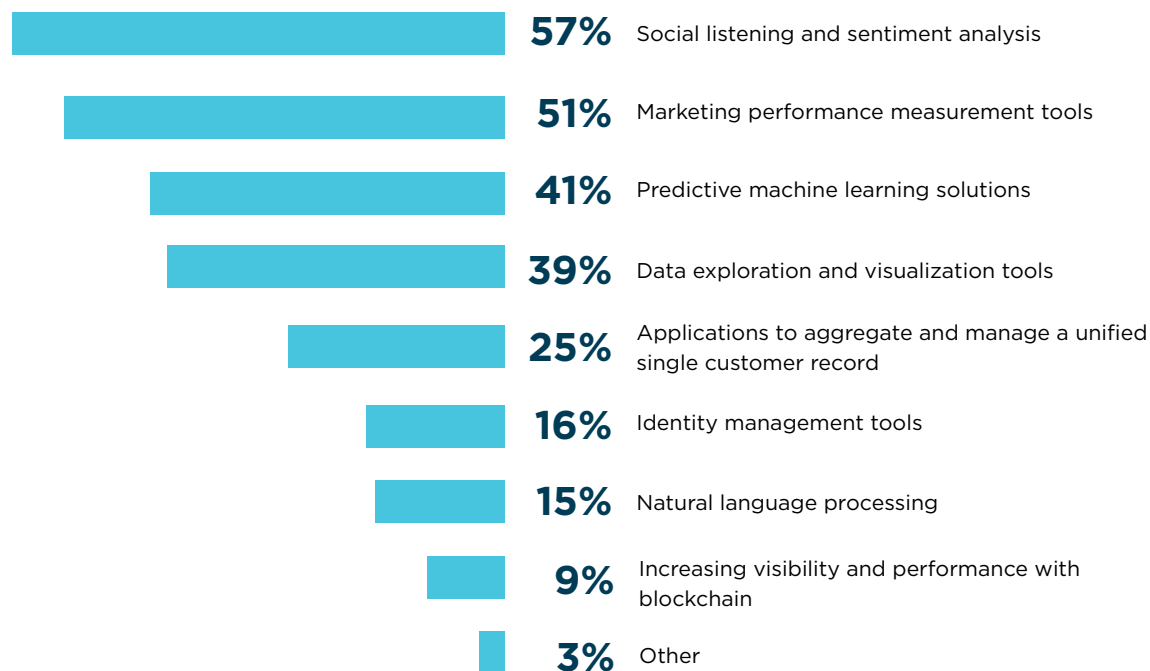 57% Social listening and sentiment analysis
51% Marketing performance measurement tools
41% Predictive machine learning solutions
39% Data exploration and visualization tools
25% Applications to aggregate and manage a unified
single customer record
16% Identity management tools
15% Natural language processing
9% Increasing visibility and performance with
blockchain
3% Other